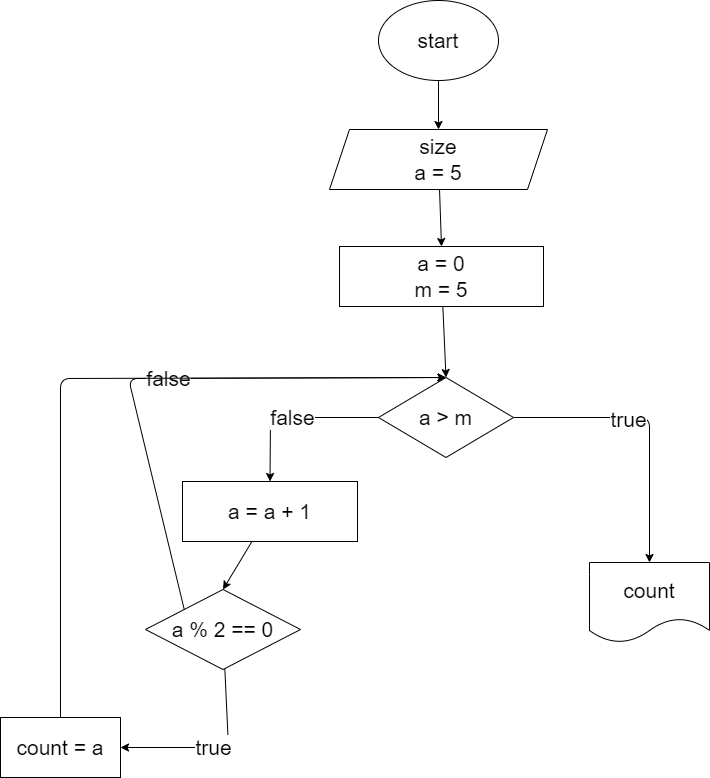 start
size
a = 5
a = 0
m = 5
false
a > m
false
true
a = a + 1
count
a % 2 == 0
count = a
true